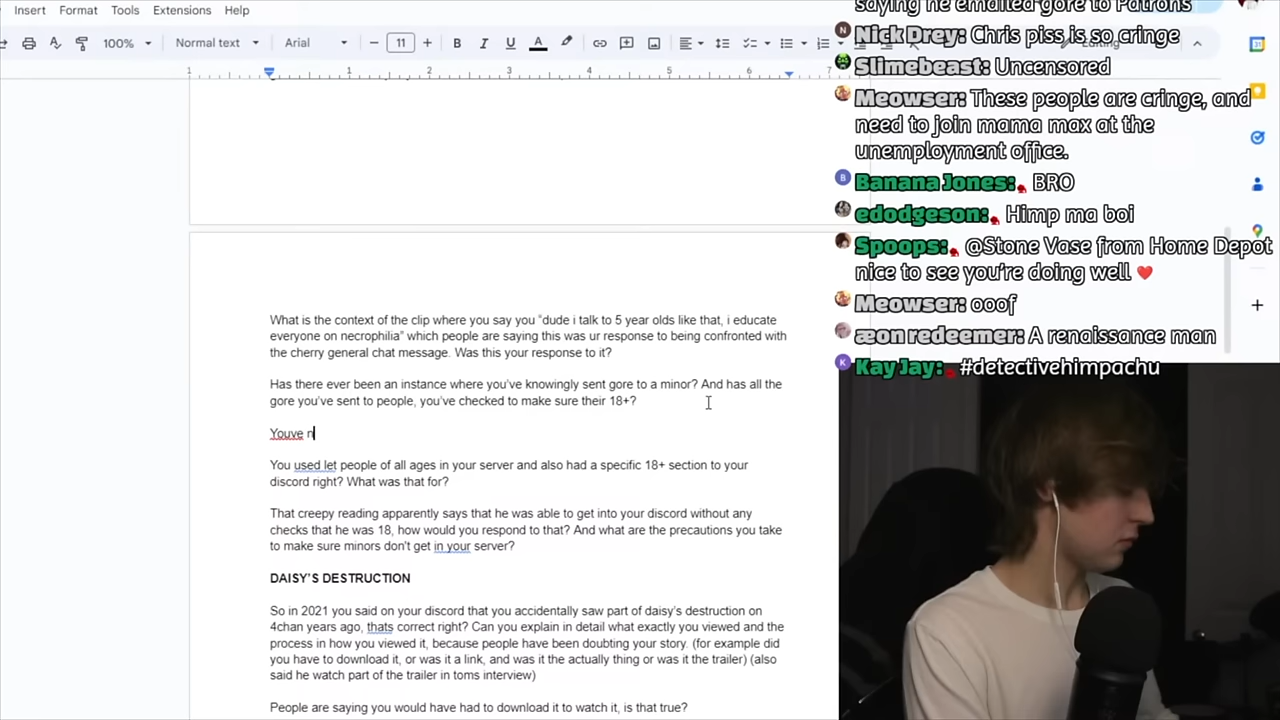 Insert Format Tools Extensions Help
100% Normal text Arial 11
B I U A Editing
1 1 2 3 4 5 6 7
What is the context of the clip where you say you “dude i talk to 5 year olds like that, i educate
everyone on necrophilia” which people are saying this was ur response to being confronted with
the cherry general chat message. Was this your response to it?
Has there ever been an instance where you’ve knowingly sent gore to a minor? And has all the
gore you’ve sent to people, you’ve checked to make sure their 18+?
Youve n
You used let people of all ages in your server and also had a specific 18+ section to your
discord right? What was that for?
That creepy reading apparently says that he was able to get into your discord without any
checks that he was 18, how would you respond to that? And what are the precautions you take
to make sure minors don't get in your server?
DAISY’S DESTRUCTION
So in 2021 you said on your discord that you accidentally saw part of daisy’s destruction on
4chan years ago, thats correct right? Can you explain in detail what exactly you viewed and the
process in how you viewed it, because people have been doubting your story. (for example did
you have to download it, or was it a link, and was it the actually thing or was it the trailer) (also
said he watch part of the trailer in toms interview)
People are saying you would have had to download it to watch it, is that true?
saying he emailed gore to Patrons
N Nick Drey: Chris piss is so cringe
Slimebeast: Uncensored
Meowser: These people are cringe, and
need to join mama max at the
unemployment office.
B Banana Jones: BRO
edodgeson: Himp ma boi
Spoops: @Stone Vase from Home Depot
nice to see you’re doing well ❤️
Meowser: ooof
æon redeemer: A renaissance man
K Kay Jay: #detectivehimpachu